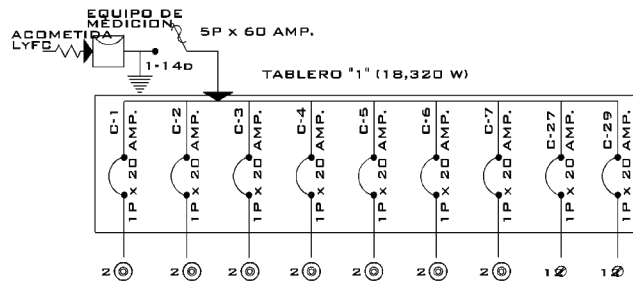 EQUIPO DE
MEDICION
ACOMETIDA
LYFC
5P x 60 AMP.
1-14D
TABLERO "1" (18,320 W)
C-1
1P x 20 AMP.
C-2
1P x 20 AMP.
C-3
1P x 20 AMP.
C-4
1P x 20 AMP.
C-5
1P x 20 AMP.
C-6
1P x 20 AMP.
C-7
1P x 20 AMP.
C-27
1P x 20 AMP.
C-29
1P x 20 AMP.
2
2
2
2
2
2
2